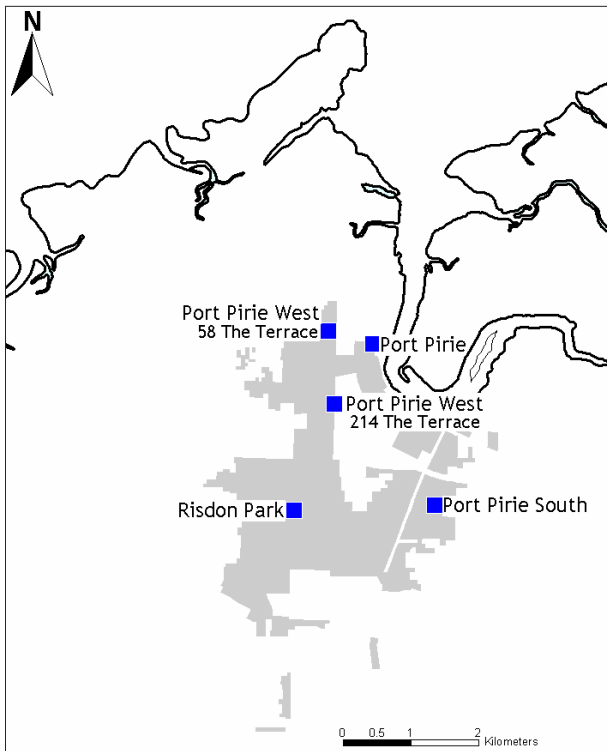 N
Port Pirie West
58 The Terrace
Port Pirie
Port Pirie West
214 The Terrace
Risdon Park
Port Pirie South
0 0.5 1 2
Kilometers